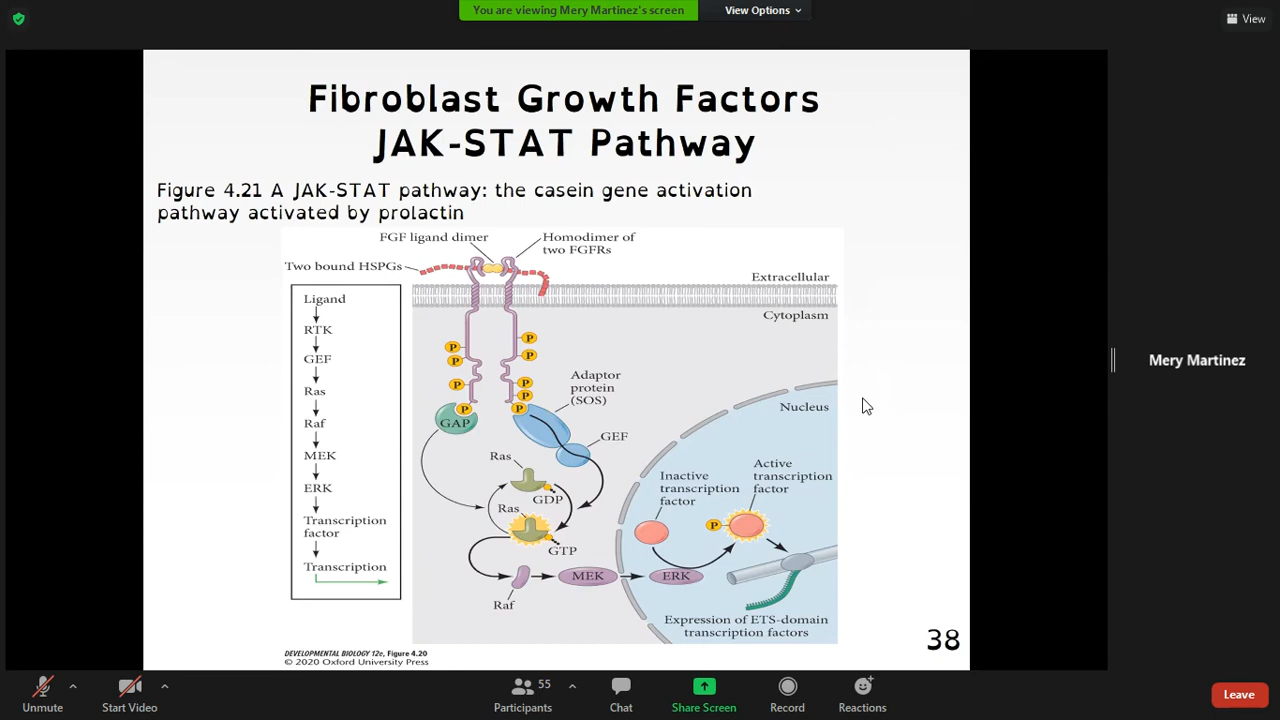 You are viewing Mery Martinez's screen
View Options
View
Fibroblast Growth Factors
JAK-STAT Pathway
Figure 4.21 A JAK-STAT pathway: the casein gene activation
pathway activated by prolactin
FGF ligand dimer
Homodimer of
two FGFRs
Two bound HSPGs
Extracellular
Cytoplasm
Ligand
RTK
GEF
Ras
Raf
MEK
ERK
Transcription
factor
Transcription
P
P
P
P
P
P
P
P
P
GAP
Adaptor
protein
(SOS)
GEF
Ras
GDP
Ras
GTP
Raf
MEK
ERK
Nucleus
Inactive
transcription
factor
Active
transcription
factor
P
Expression of ETS-domain
transcription factors
Mery Martinez
38
DEVELOPMENTAL BIOLOGY 12e, Figure 4.20
© 2020 Oxford University Press
Unmute
Start Video
55
Participants
Chat
Share Screen
Record
Reactions
Leave